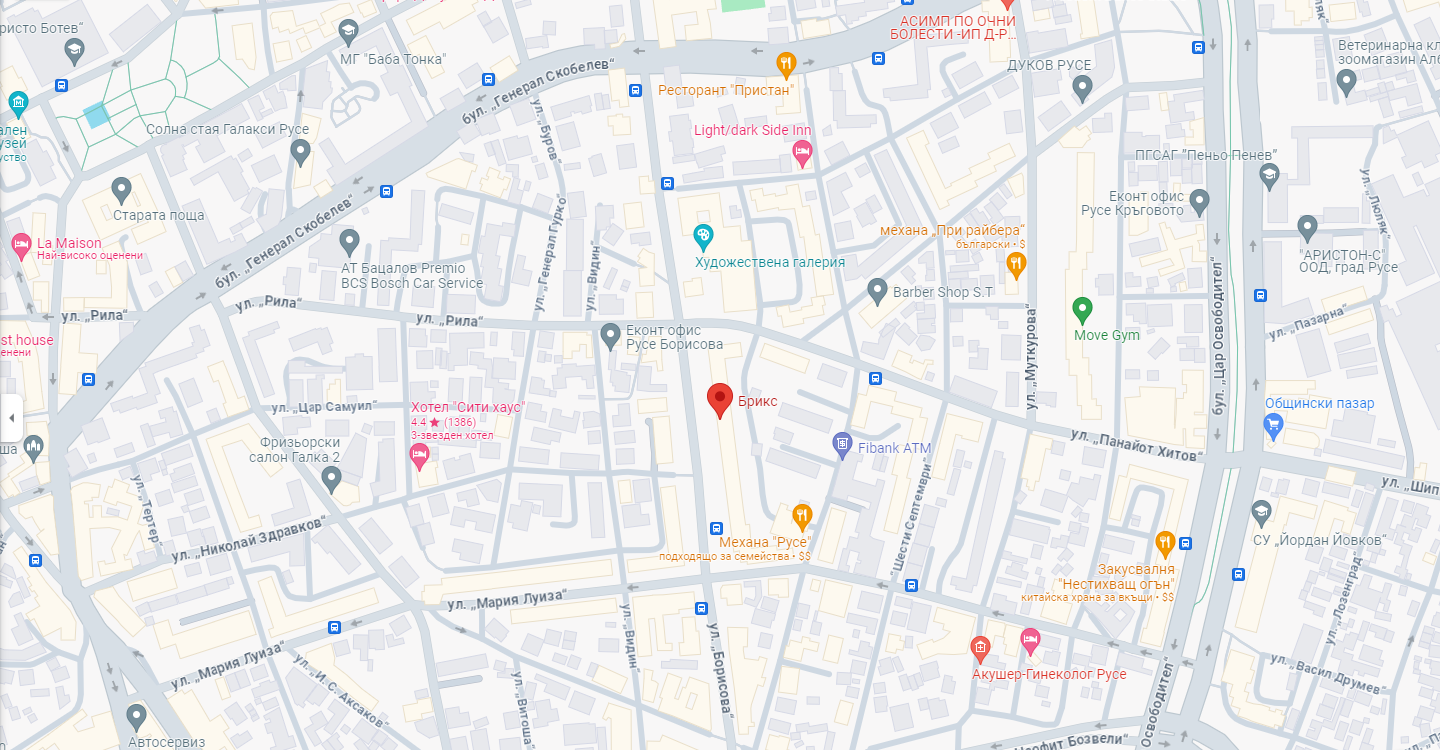 АСИМП ПО ОЧНИ
БОЛЕСТИ -ИП Д-Р...
ристо Ботев"
МГ "Баба Тонка"
ДУКОВ РУСЕ
Ветеринарна кл
зоомагазин Алб
Ресторант "Пристан"
бул. „Генерал Скобелев“
ален
узей
уство
Солна стая Галакси Русе
Light/dark Side Inn
ул. „Буров“
ПГСАГ "Пеньо Пенев"
Старата поща
Еконт офис
Русе Кръговото
ул. „Люляк“
La Maison
Най-високо оценени
бул. „Генерал Скобелев“
ул. „Генерал Гурко“
ул. „Видин“
механа „При райбера“
български • $
Художествена галерия
"АРИСТОН-С"
ООД, град Русе
АТ Бацалов Premio
BCS Bosch Car Service
Barber Shop S.T
ул. „Рила“
ул. „Рила“
ул. „Рила“
Еконт офис
Русе Борисова
Move Gym
ул. „Муткурова“
бул. „Цар Освободител“
ул. „Пазарна“
st house
енени
ул. „Цар Самуил“
Хотел "Сити хаус"
4.4 ★ (1386)
3-звезден хотел
Брикс
Общински пазар
Фризьорски
салон Галка 2
Fibank ATM
ул. „Панайот Хитов“
ша
ул. „Тертер“
ул. „Шип
ул. „Николай Здравков“
„Шести Септември“
Механа "Русе"
подходящо за семейства • $$
СУ „Йордан Йовков“
Закусвалня
"Нестихващ огън"
китайска храна за вкъщи • $$
ул. „Мария Луиза“
ул. „Лозенград“
ул. „Мария Луиза“
ул. „Видин“
ул. „Борисова“
Акушер-Гинеколог Русе
ул. „Васил Друмев“
ул. „И. С. Аксаков“
ул. „Витоша“
Освободител“
Автосервиз
Неофит Бозвели“